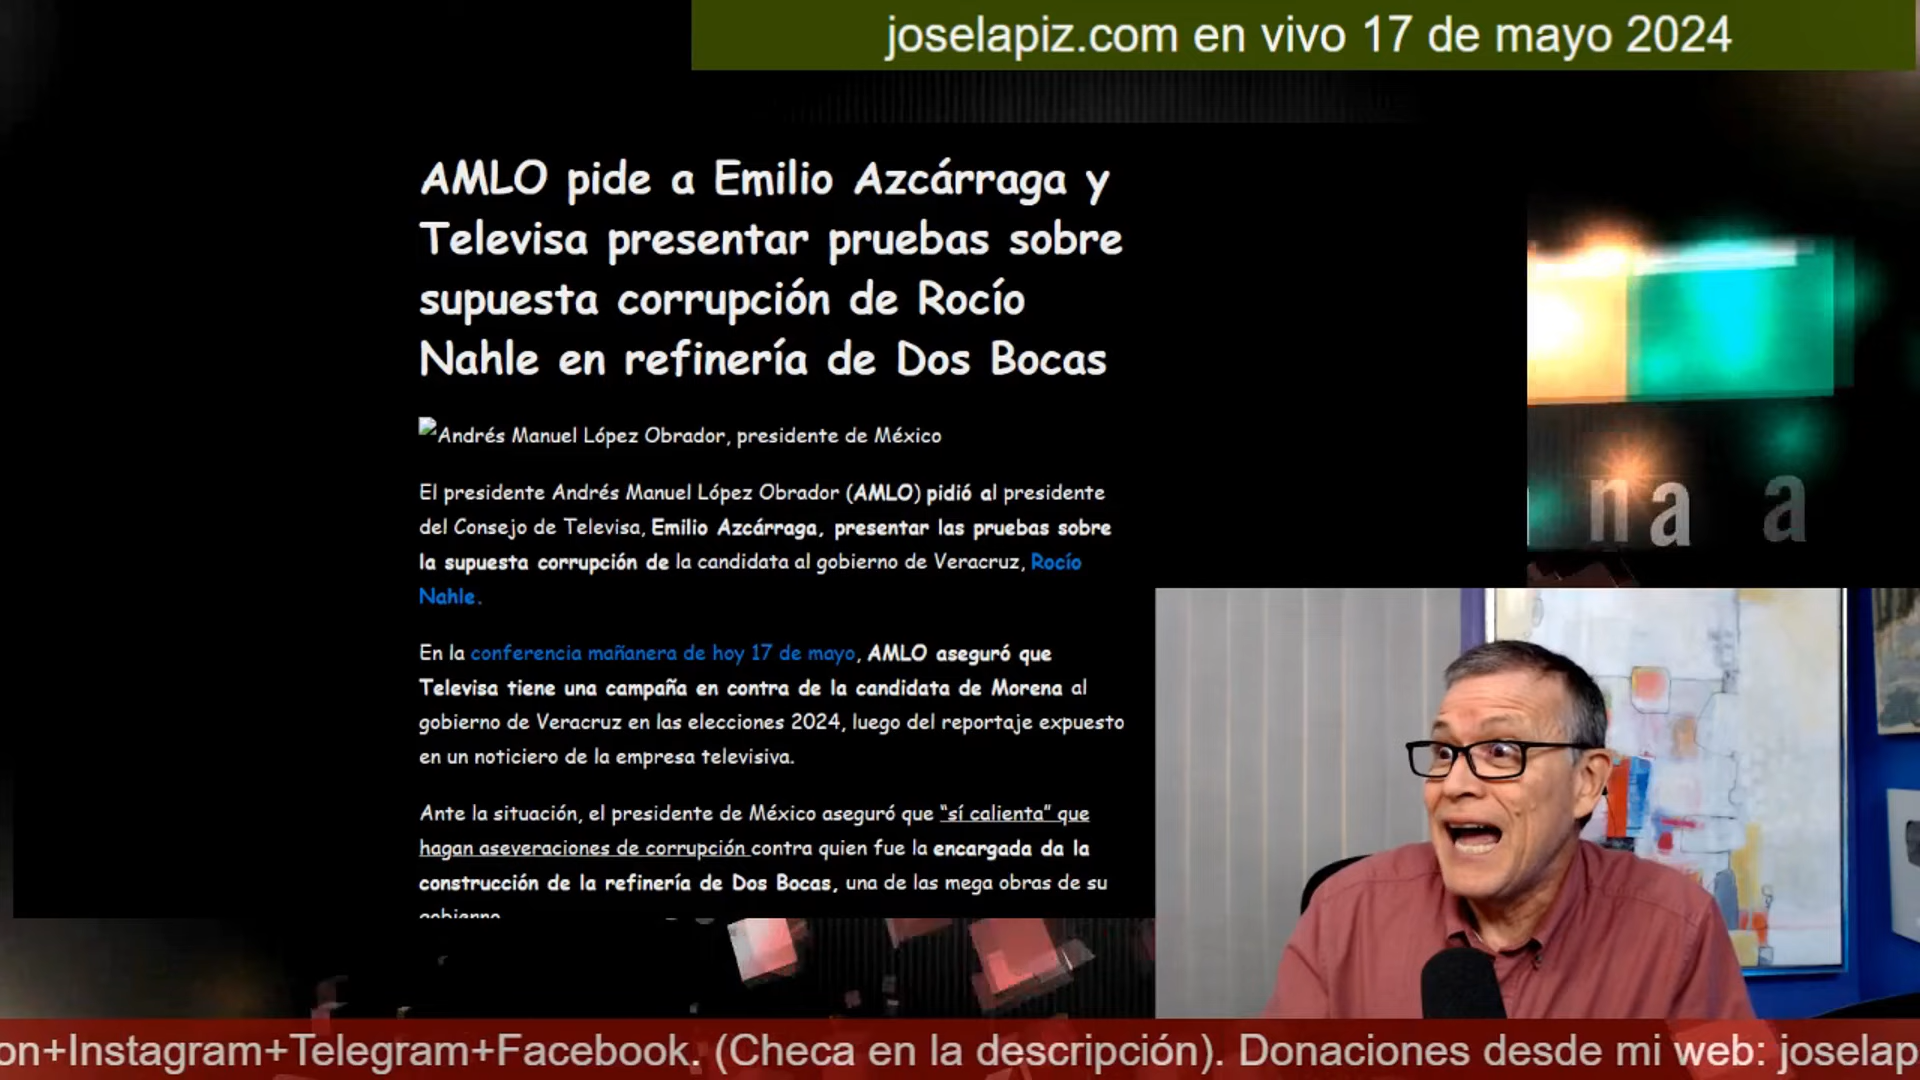 joselapiz.com en vivo 17 de mayo 2024
AMLO pide a Emilio Azcárraga y
Televisa presentar pruebas sobre
supuesta corrupción de Rocío
Nahle en refinería de Dos Bocas
Andrés Manuel López Obrador, presidente de México
El presidente Andrés Manuel López Obrador (AMLO) pidió al presidente
del Consejo de Televisa, Emilio Azcárraga, presentar las pruebas sobre
la supuesta corrupción de la candidata al gobierno de Veracruz, Rocío
Nahle.
En la conferencia mañanera de hoy 17 de mayo, AMLO aseguró que
Televisa tiene una campaña en contra de la candidata de Morena al
gobierno de Veracruz en las elecciones 2024, luego del reportaje expuesto
en un noticiero de la empresa televisiva.
Ante la situación, el presidente de México aseguró que “sí calienta” que
hagan aseveraciones de corrupción contra quien fue la encargada da la
construcción de la refinería de Dos Bocas, una de las mega obras de su
gobierno
na a
on+Instagram+Telegram+Facebook. (Checa en la descripción). Donaciones desde mi web: joselap